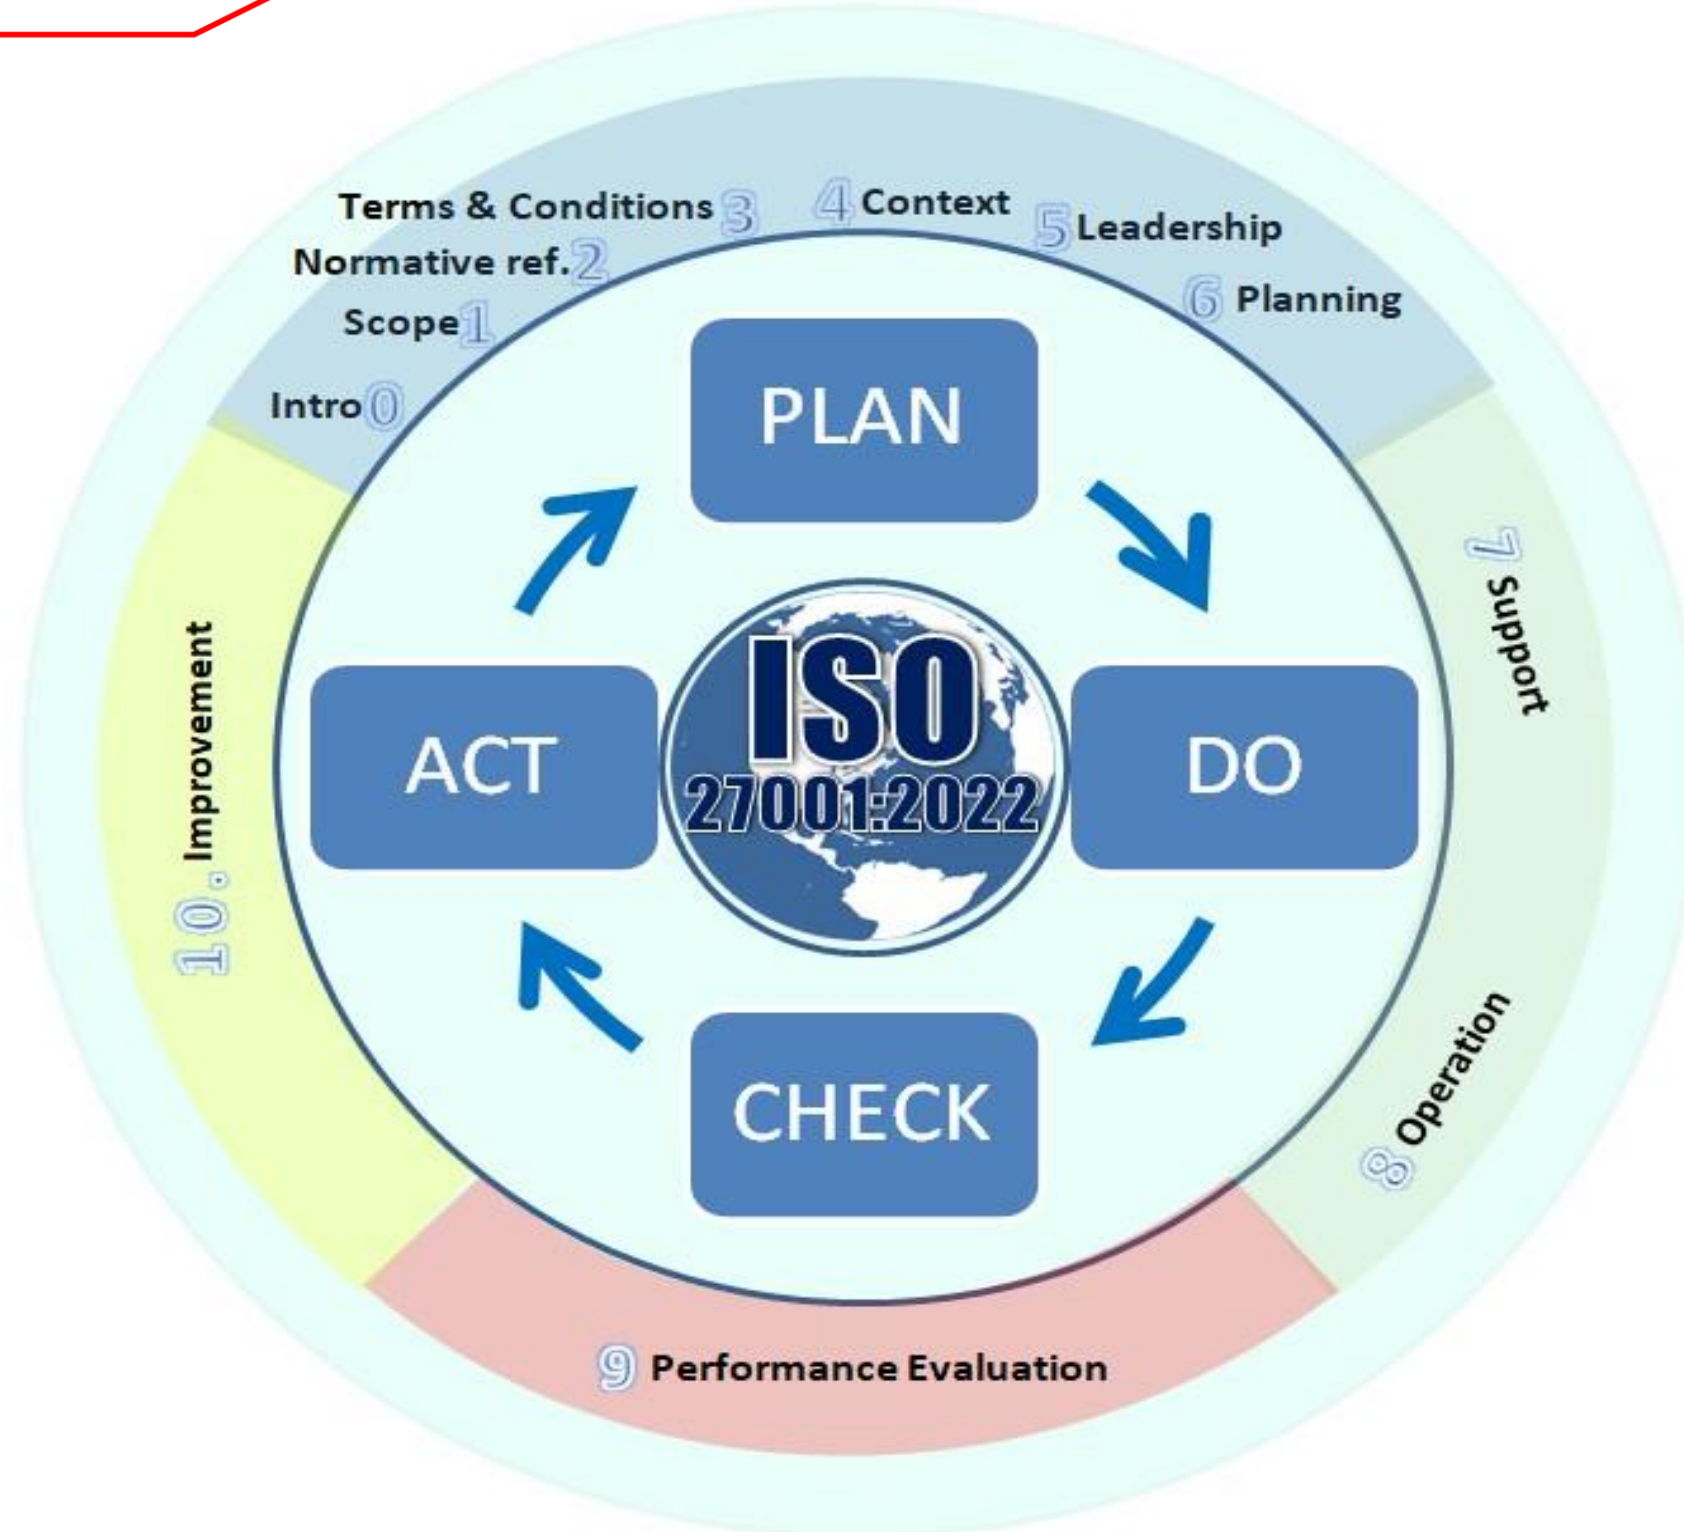 Terms & Conditions 3
4 Context
5 Leadership
Normative ref. 2
6 Planning
Scope 1
Intro 0
PLAN
7 Support
ISO
27001:2022
ACT
DO
10. Improvement
8 Operation
CHECK
9 Performance Evaluation